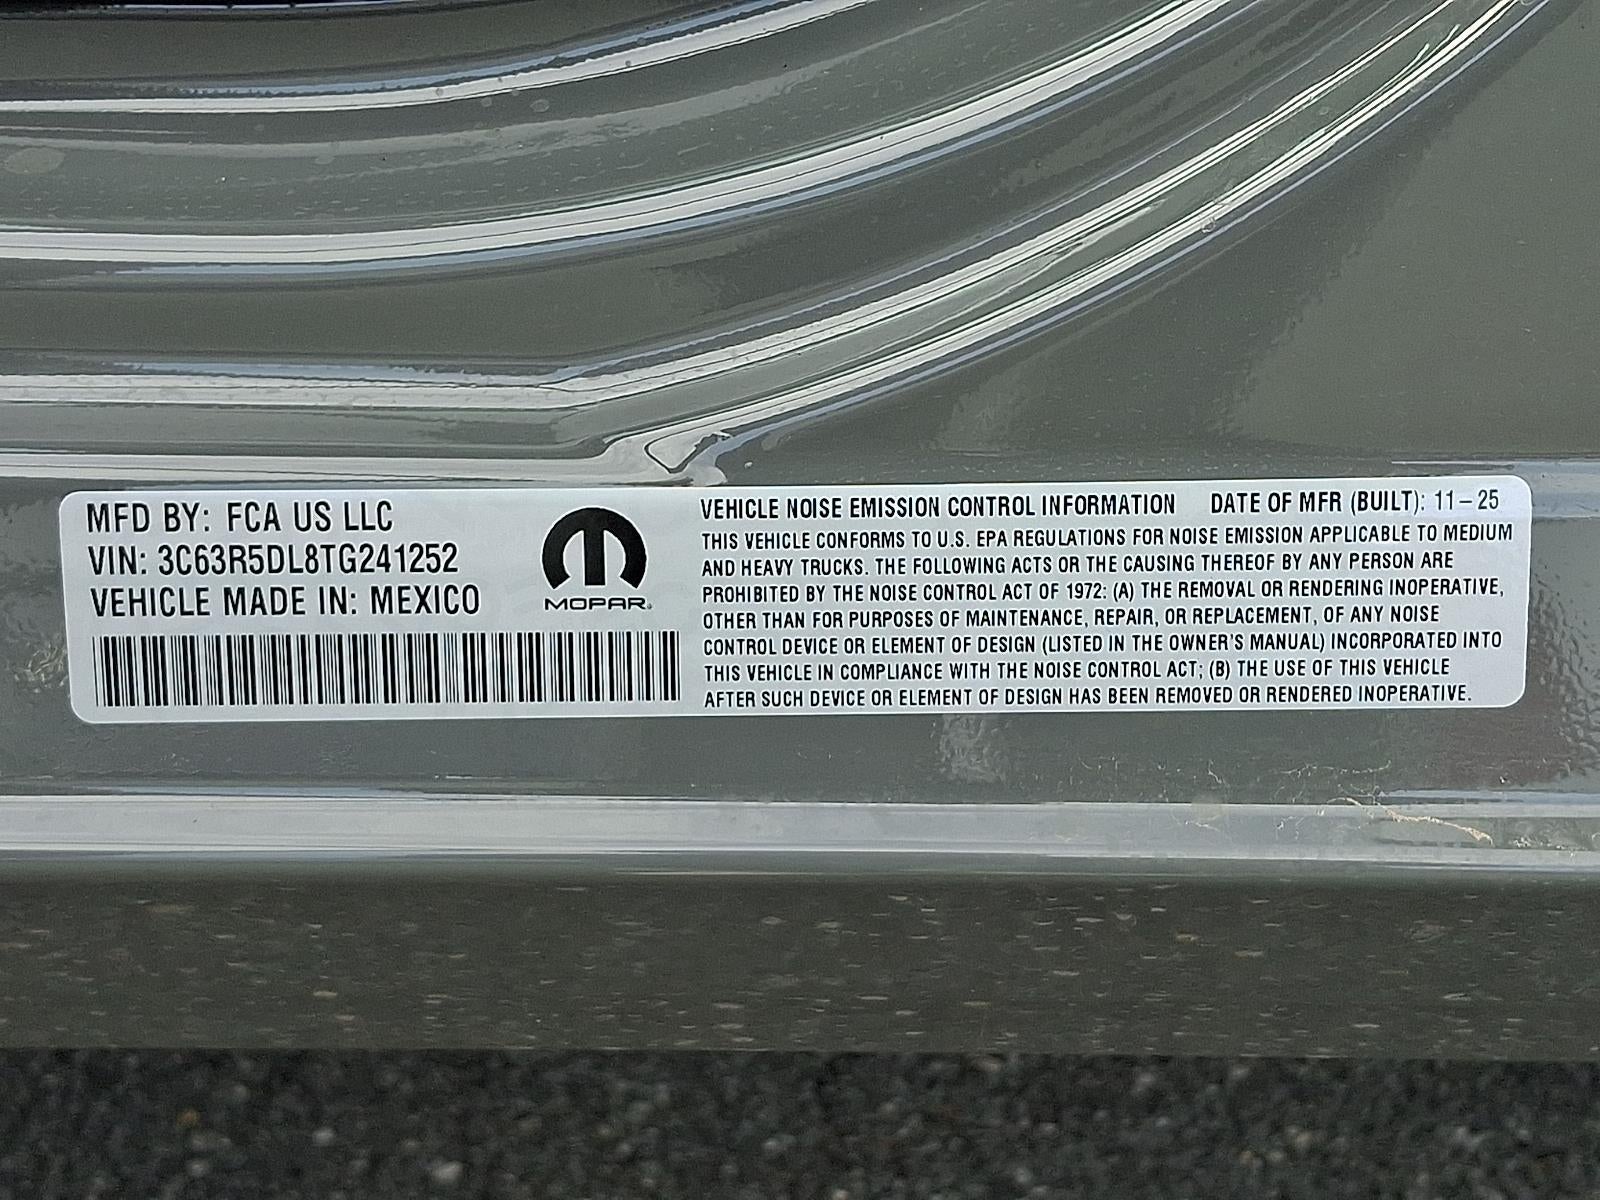 MFD BY: FCA US LLC
VIN: 3C63R5DL8TG241252
VEHICLE MADE IN: MEXICO
MOPAR®
VEHICLE NOISE EMISSION CONTROL INFORMATION DATE OF MFR (BUILT): 11-25
THIS VEHICLE CONFORMS TO U.S. EPA REGULATIONS FOR NOISE EMISSION APPLICABLE TO MEDIUM
AND HEAVY TRUCKS. THE FOLLOWING ACTS OR THE CAUSING THEREOF BY ANY PERSON ARE
PROHIBITED BY THE NOISE CONTROL ACT OF 1972: (A) THE REMOVAL OR RENDERING INOPERATIVE,
OTHER THAN FOR PURPOSES OF MAINTENANCE, REPAIR, OR REPLACEMENT, OF ANY NOISE
CONTROL DEVICE OR ELEMENT OF DESIGN (LISTED IN THE OWNER'S MANUAL) INCORPORATED INTO
THIS VEHICLE IN COMPLIANCE WITH THE NOISE CONTROL ACT; (B) THE USE OF THIS VEHICLE
AFTER SUCH DEVICE OR ELEMENT OF DESIGN HAS BEEN REMOVED OR RENDERED INOPERATIVE.